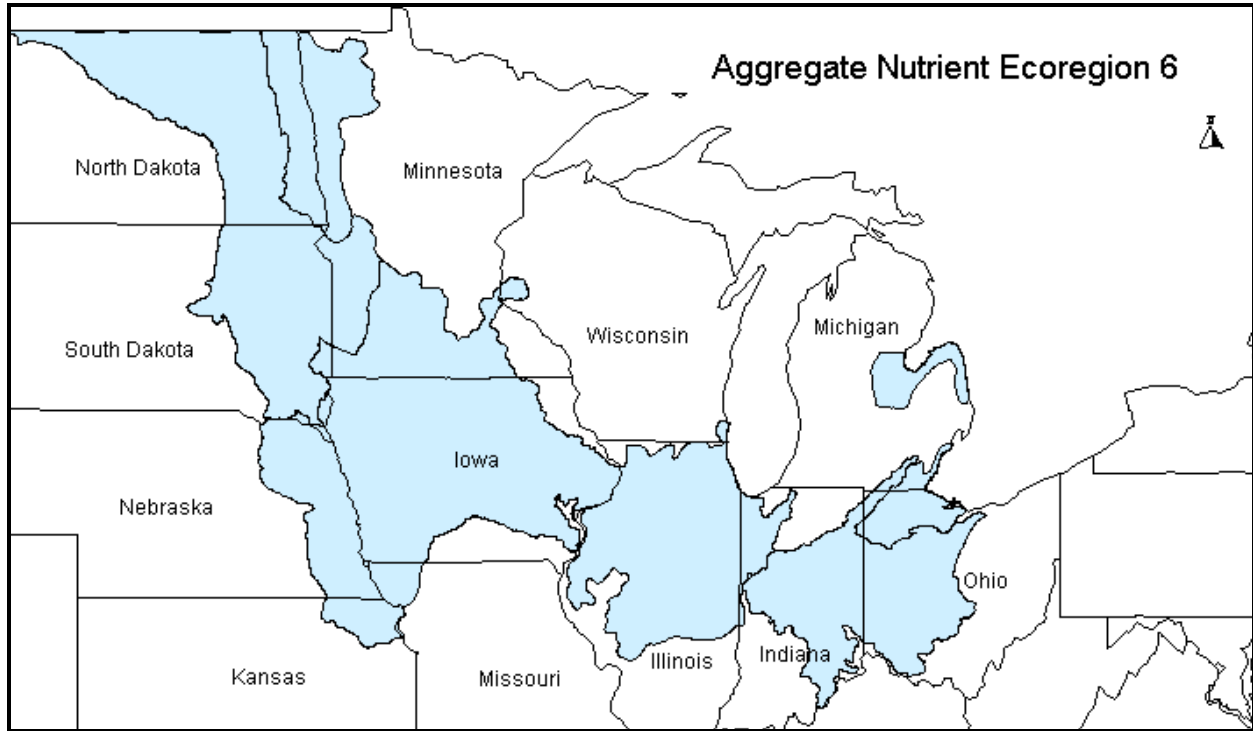 Aggregate Nutrient Ecoregion 6
North Dakota
Minnesota
South Dakota
Wisconsin
Michigan
Nebraska
Iowa
Ohio
Kansas
Missouri
Illinois
Indiana